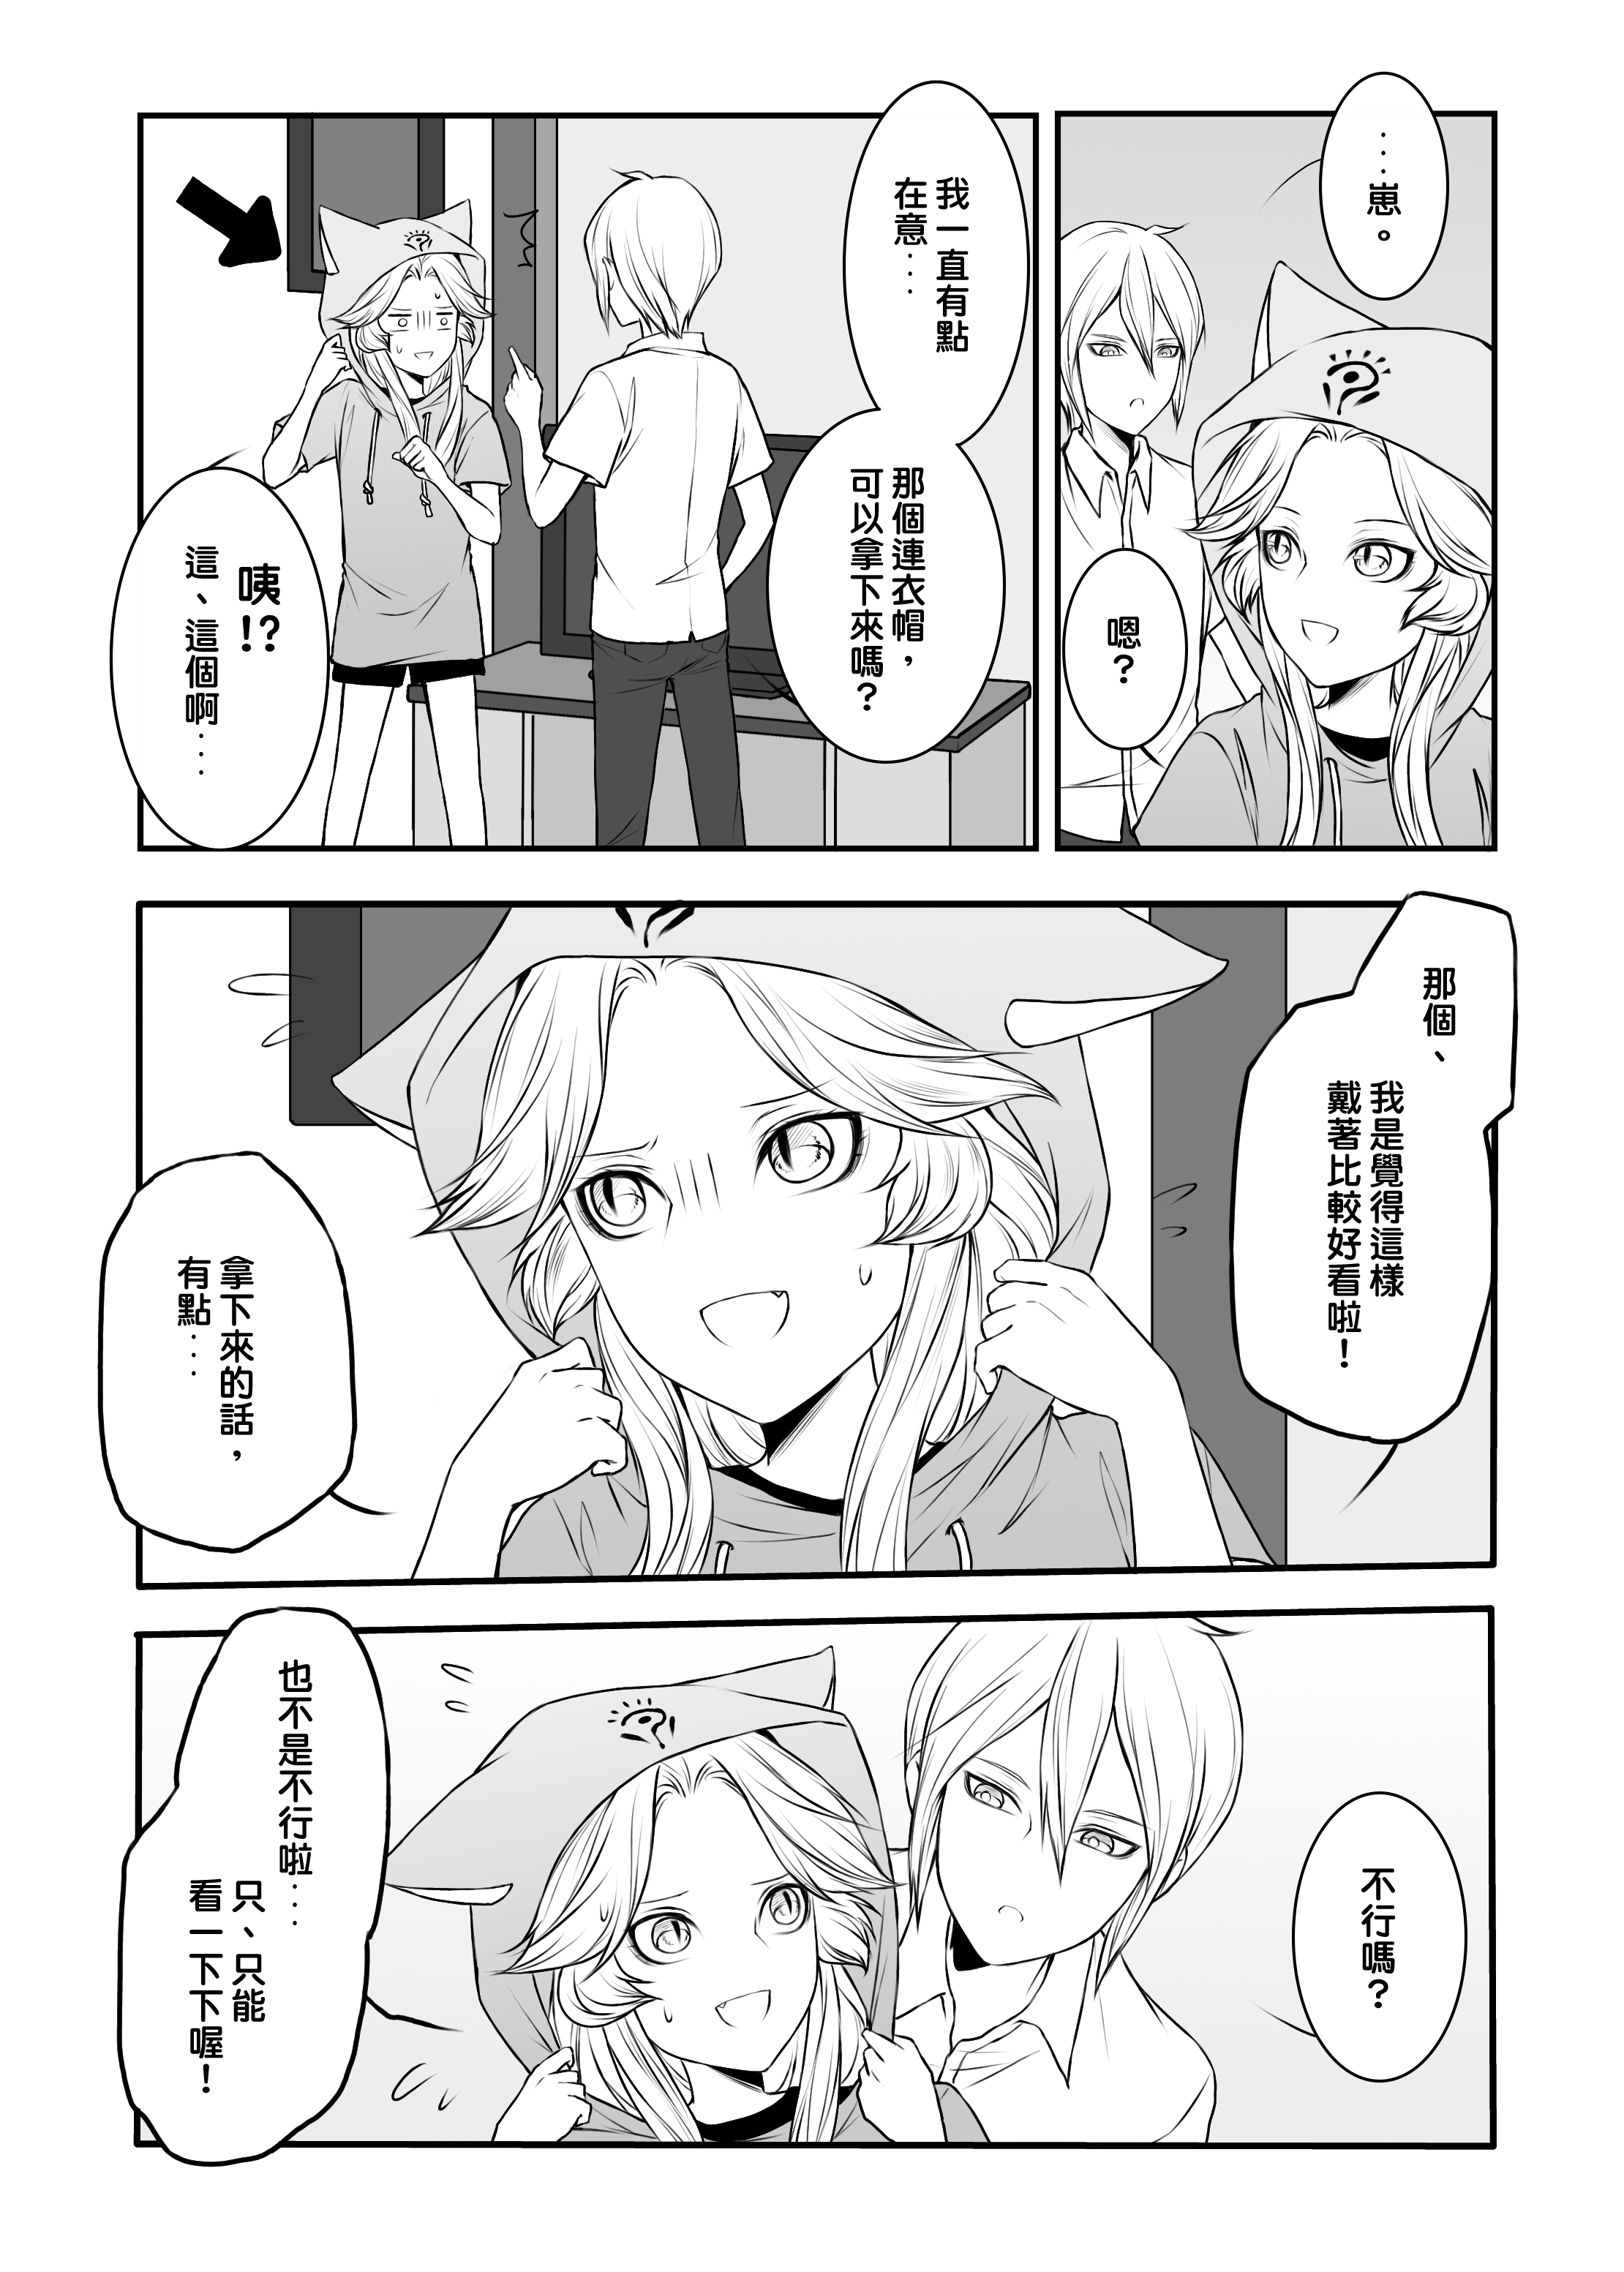 ……崽。
嗯？
我一直有點
在意……
那個連衣帽，
可以拿下來嗎？
咦!?
這、這個啊……
那個、
我是覺得這樣
戴著比較好看啦！
拿下來的話，
有點……
不行嗎？
也不是不行啦……
只、只能
看一下下喔！